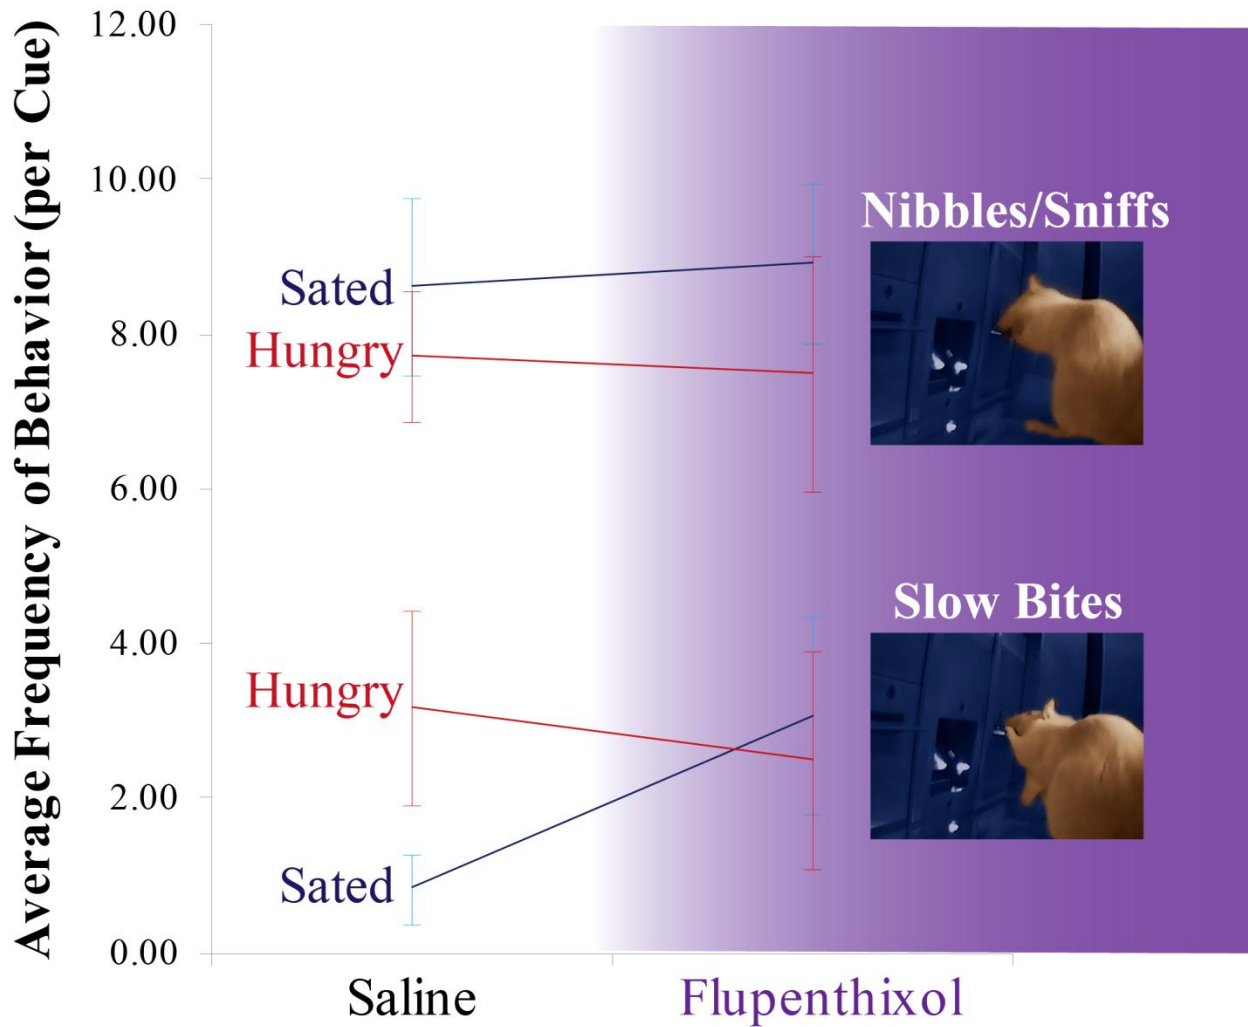 Average Frequency of Behavior (per Cue)
12.00
10.00
8.00
6.00
4.00
2.00
0.00
Nibbles/Sniffs
Sated
Hungry
Slow Bites
Hungry
Sated
Saline
Flupenthixol